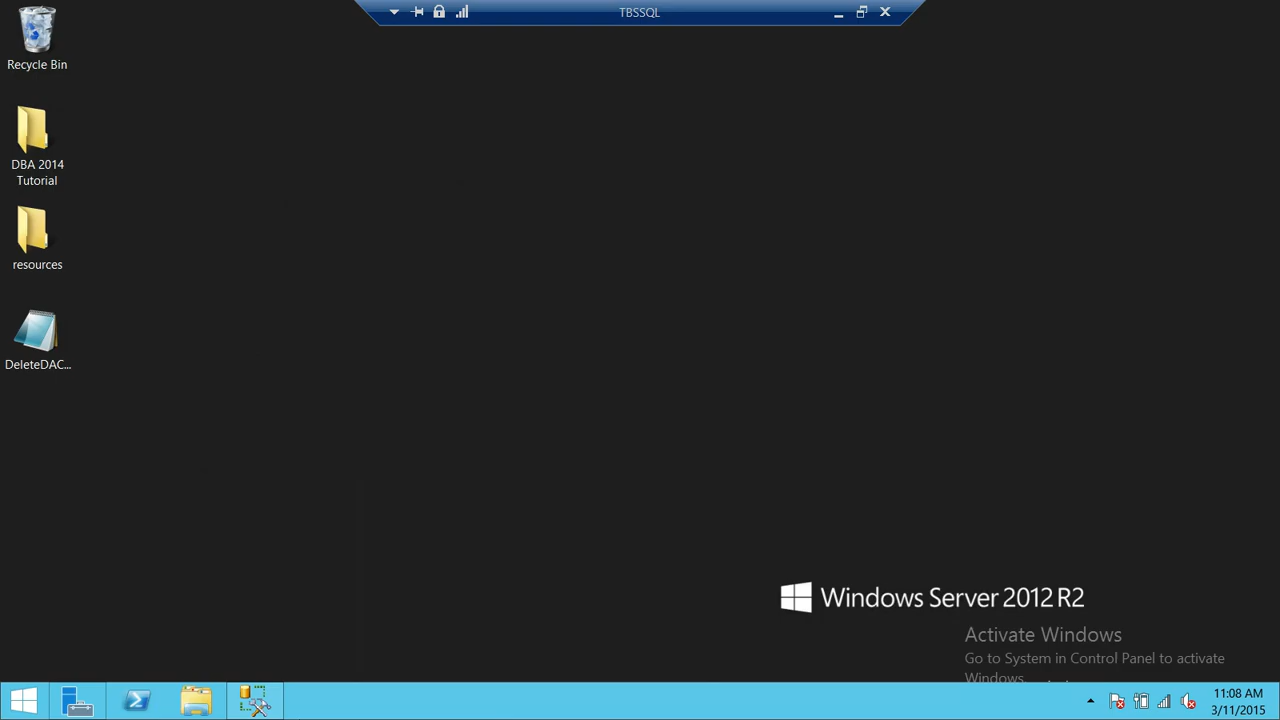 TBSSQL
Recycle Bin
DBA 2014
Tutorial
resources
DeleteDAC...
Windows Server 2012 R2
Activate Windows
Go to System in Control Panel to activate
Windows.
11:08 AM
3/11/2015